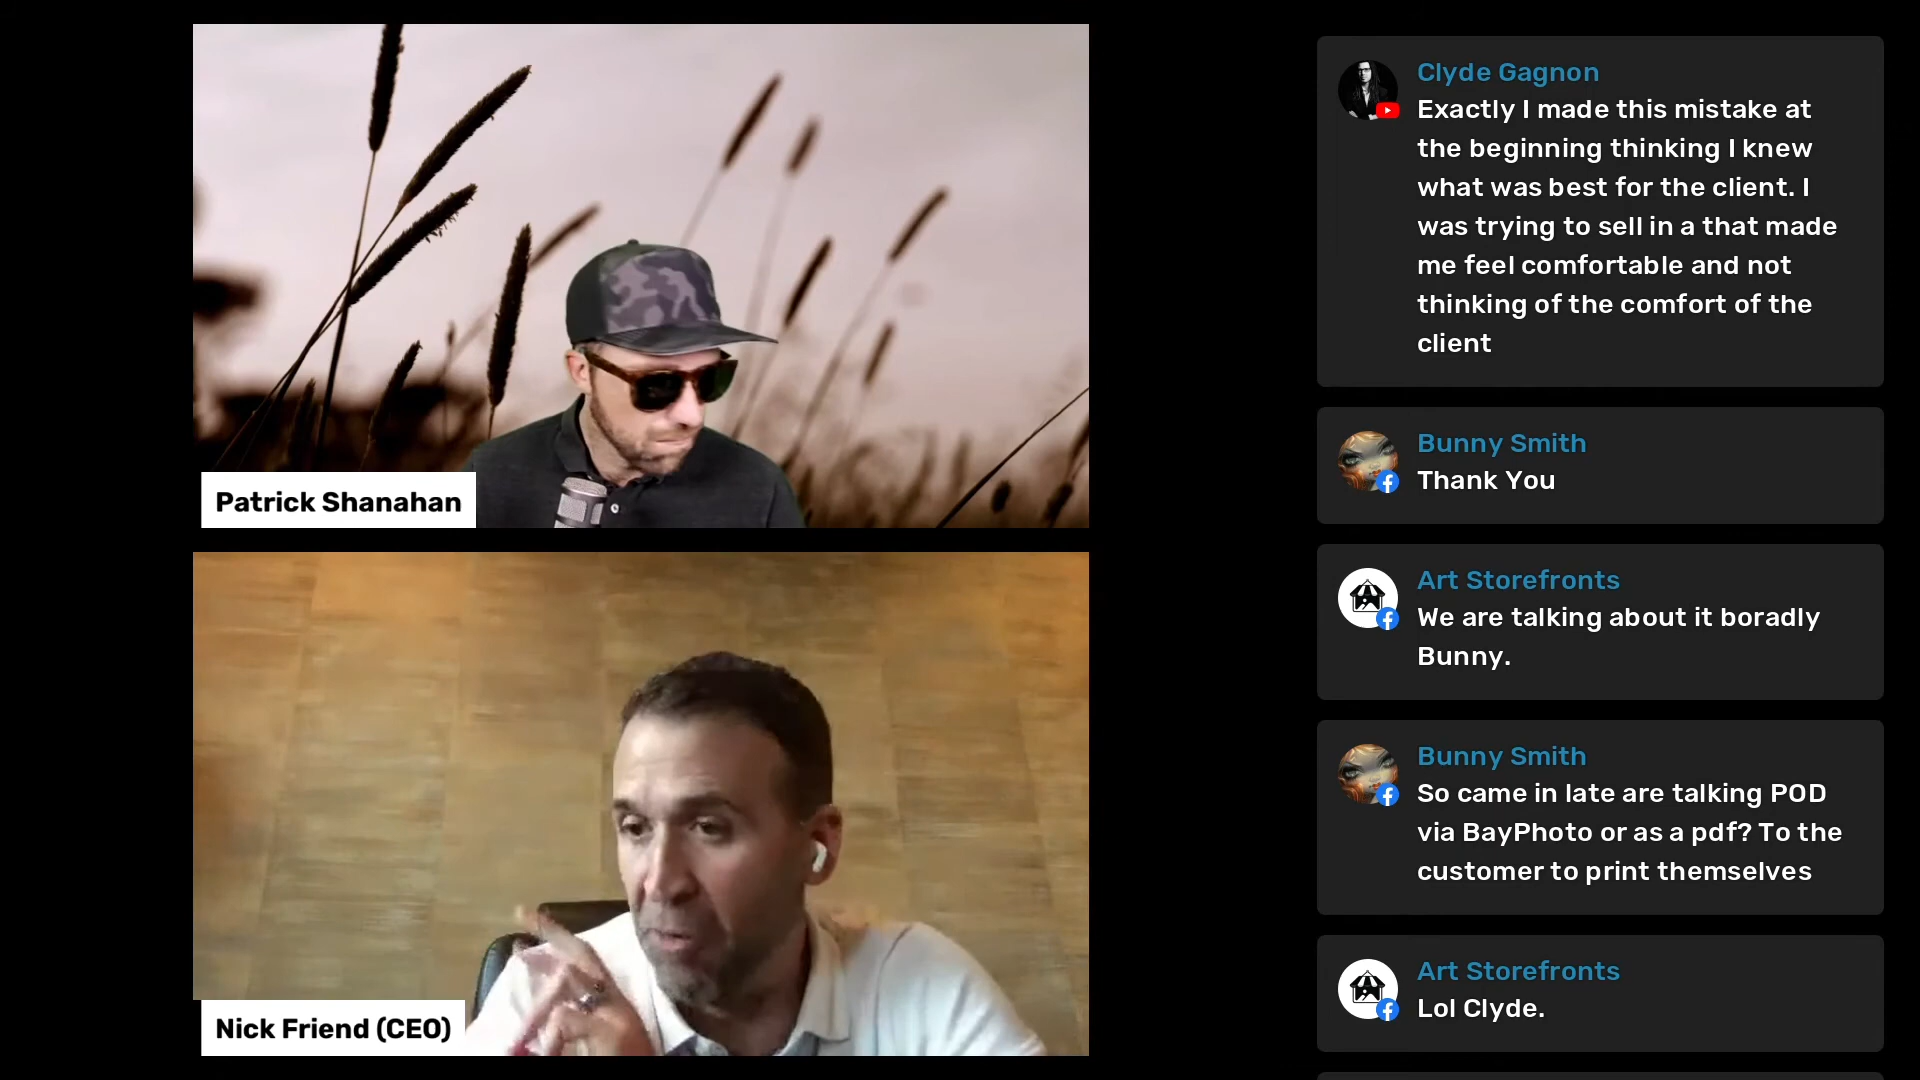 Patrick Shanahan
Nick Friend (CEO)
Clyde Gagnon
Exactly I made this mistake at
the beginning thinking I knew
what was best for the client. I
was trying to sell in a that made
me feel comfortable and not
thinking of the comfort of the
client
Bunny Smith
Thank You
Art Storefronts
We are talking about it boradly
Bunny.
Bunny Smith
So came in late are talking POD
via BayPhoto or as a pdf? To the
customer to print themselves
Art Storefronts
Lol Clyde.